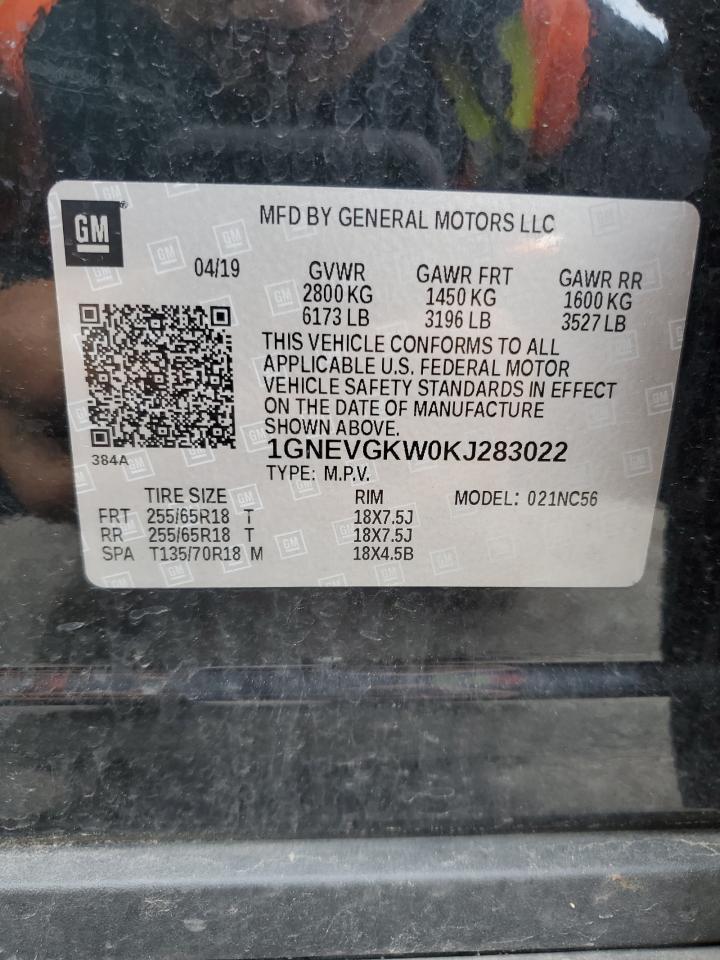 GM
MFD BY GENERAL MOTORS LLC
04/19
GVWR GAWR FRT GAWR RR
2800 KG 1450 KG 1600 KG
6173 LB 3196 LB 3527 LB
THIS VEHICLE CONFORMS TO ALL
APPLICABLE U.S. FEDERAL MOTOR
VEHICLE SAFETY STANDARDS IN EFFECT
ON THE DATE OF MANUFACTURE
SHOWN ABOVE.
384A
1GNEVGKW0KJ283022
TYPE: M.P.V.
TIRE SIZE RIM MODEL: 021NC56
FRT 255/65R18 T 18X7.5J
RR 255/65R18 T 18X7.5J
SPA T135/70R18 M 18X4.5B